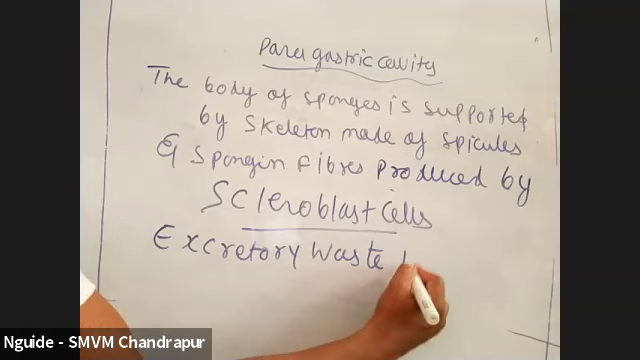 Paragastric cavity
The body of sponges is supported
by skeleton made of spicules
& spongin fibres produced by
Scleroblast cells
Excretory waste
Nguide - SMVM Chandrapur